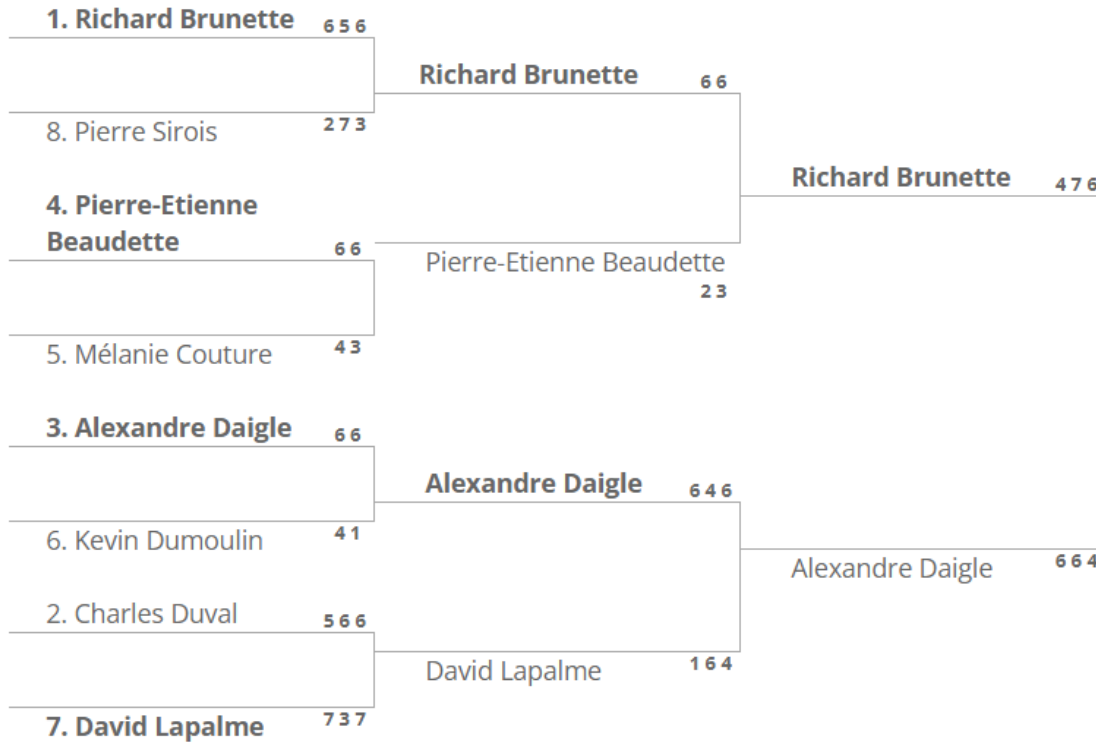 1. Richard Brunette 6 5 6
8. Pierre Sirois 2 7 3
4. Pierre-Etienne
Beaudette 6 6
5. Mélanie Couture 4 3
3. Alexandre Daigle 6 6
6. Kevin Dumoulin 4 1
2. Charles Duval 5 6 6
7. David Lapalme 7 3 7
Richard Brunette 6 6
Pierre-Etienne Beaudette
2 3
Alexandre Daigle 6 4 6
David Lapalme 1 6 4
Richard Brunette 4 7 6
Alexandre Daigle 6 6 4